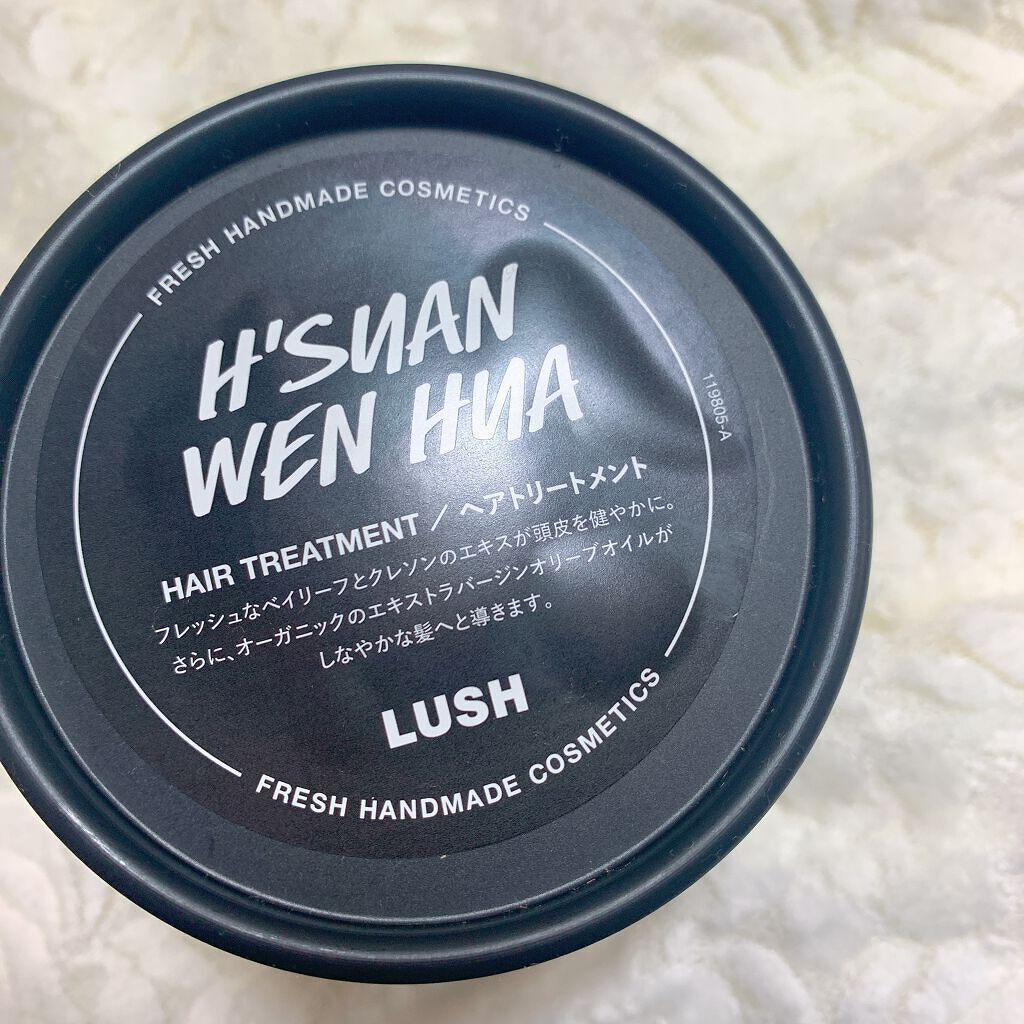 FRESH HANDMADE COSMETICS
H'SUAN
WEN HUA
HAIR TREATMENT / ヘアトリートメント
フレッシュなベイリーフとクレソンのエキスが頭皮を健やかに。
さらに、オーガニックのエキストラバージンオリーブオイルが
しなやかな髪へと導きます。
LUSH
FRESH HANDMADE COSMETICS
119805-A